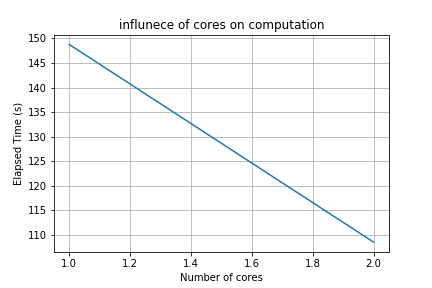 influnece of cores on computation
150
145
140
135
130
125
120
115
110
Elapsed Time (s)
1.0 1.2 1.4 1.6 1.8 2.0
Number of cores